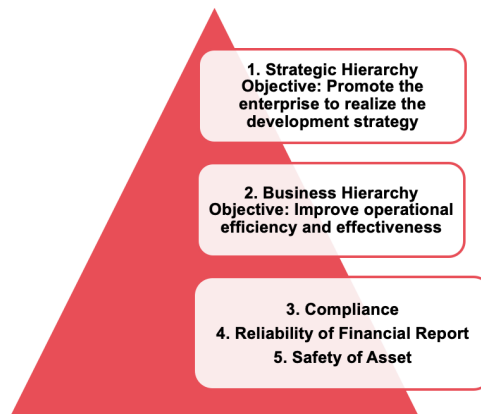 1. Strategic Hierarchy
Objective: Promote the
enterprise to realize the
development strategy
2. Business Hierarchy
Objective: Improve operational
efficiency and effectiveness
3. Compliance
4. Reliability of Financial Report
5. Safety of Asset